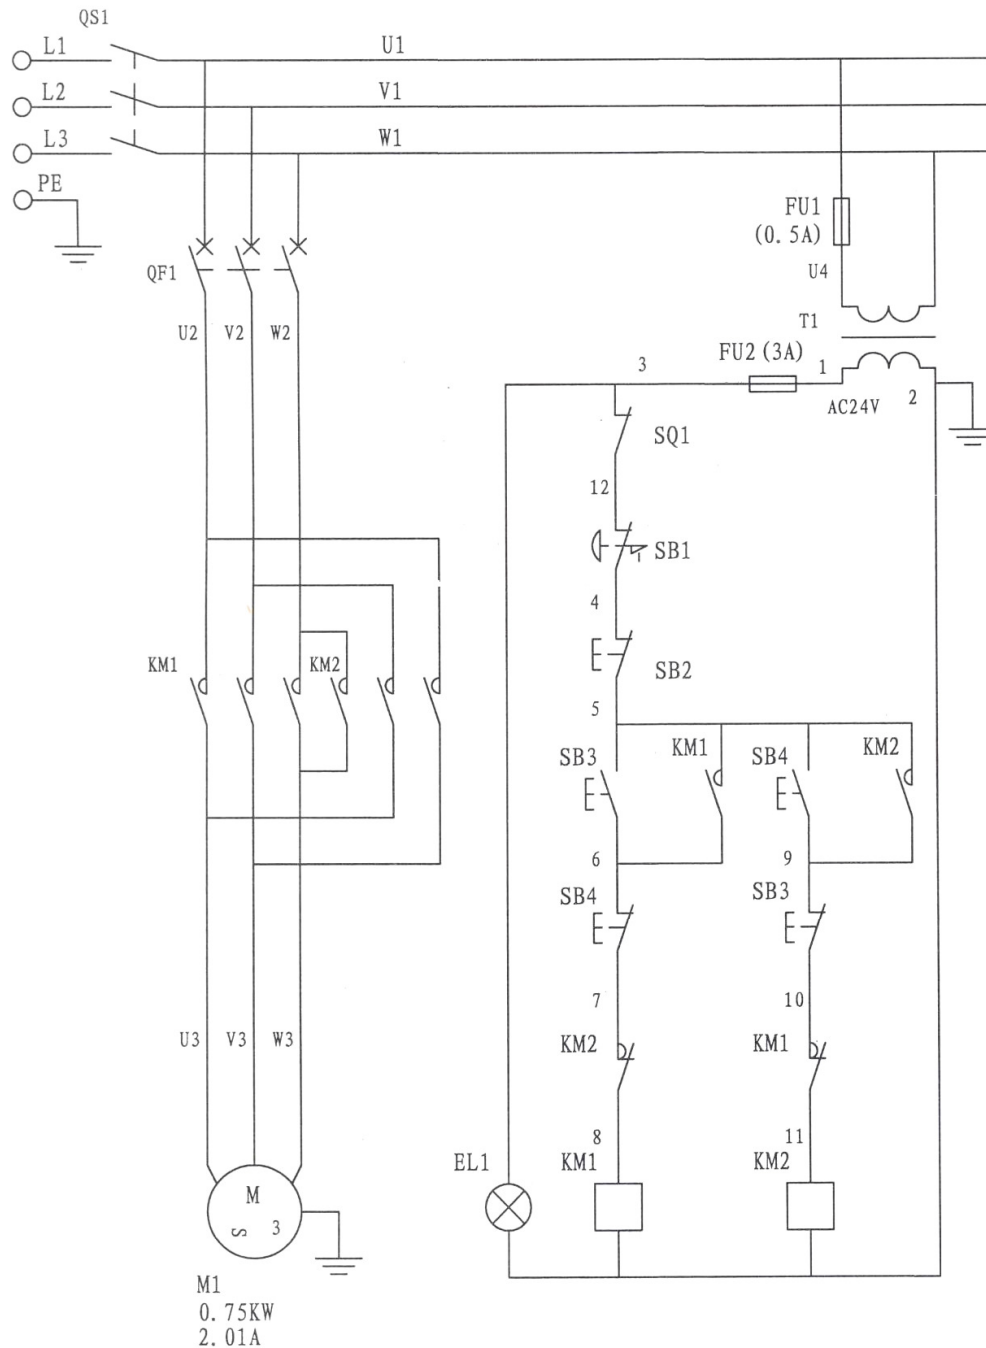 QS1
L1
U1
L2
V1
L3
W1
PE
FU1
(0.5A)
QF1
U4
U2
V2
W2
T1
FU2 (3A)
3
1
AC24V
2
SQ1
12
SB1
4
KM1
KM2
SB2
5
SB3
KM1
SB4
KM2
6
9
SB4
SB3
7
10
U3
V3
W3
KM2
KM1
8
11
EL1
KM1
KM2
M
S 3
M1
0.75KW
2.01A